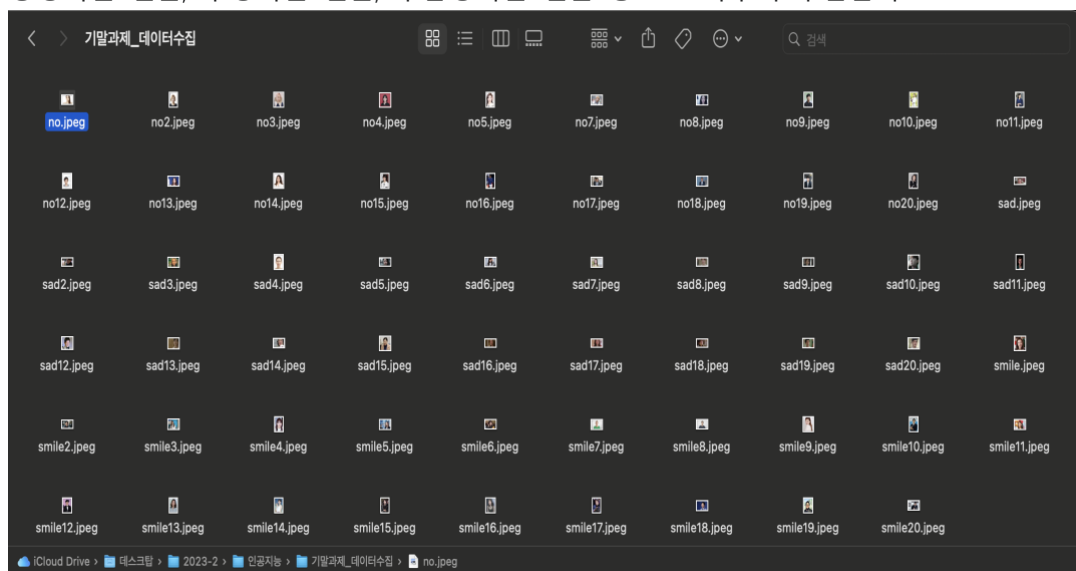 기말과제_데이터수집
검색
no.jpeg no2.jpeg no3.jpeg no4.jpeg no5.jpeg no7.jpeg no8.jpeg no9.jpeg no10.jpeg no11.jpeg
no12.jpeg no13.jpeg no14.jpeg no15.jpeg no16.jpeg no17.jpeg no18.jpeg no19.jpeg no20.jpeg sad.jpeg
sad2.jpeg sad3.jpeg sad4.jpeg sad5.jpeg sad6.jpeg sad7.jpeg sad8.jpeg sad9.jpeg sad10.jpeg sad11.jpeg
sad12.jpeg sad13.jpeg sad14.jpeg sad15.jpeg sad16.jpeg sad17.jpeg sad18.jpeg sad19.jpeg sad20.jpeg smile.jpeg
smile2.jpeg smile3.jpeg smile4.jpeg smile5.jpeg smile6.jpeg smile7.jpeg smile8.jpeg smile9.jpeg smile10.jpeg smile11.jpeg
smile12.jpeg smile13.jpeg smile14.jpeg smile15.jpeg smile16.jpeg smile17.jpeg smile18.jpeg smile19.jpeg smile20.jpeg
iCloud Drive › 데스크탑 › 2023-2 › 인공지능 › 기말과제_데이터수집 › no.jpeg